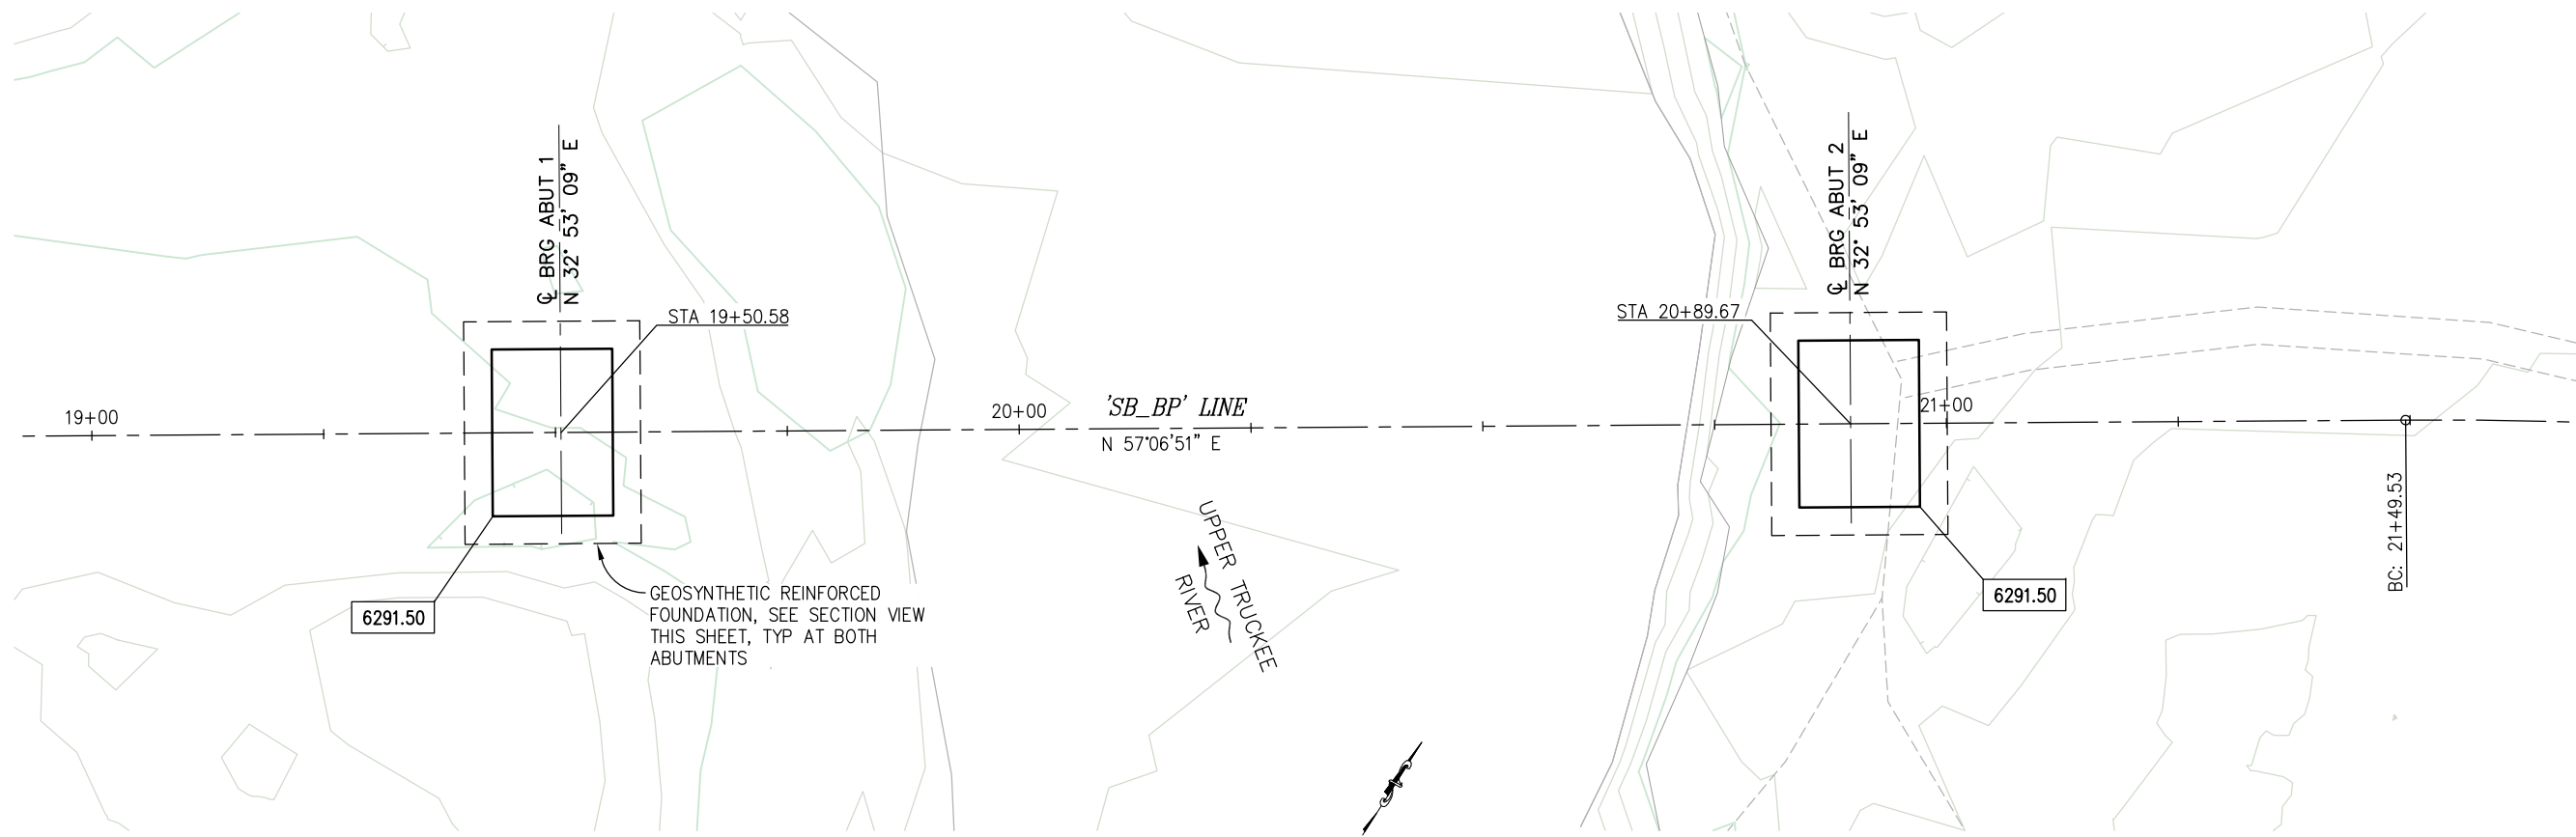 ℄ BRG ABUT 1
N 32° 53' 09" E
℄ BRG ABUT 2
N 32° 53' 09" E
STA 19+50.58
STA 20+89.67
19+00
20+00
'SB_BP' LINE
N 57°06'51" E
21+00
BC: 21+49.53
UPPER TRUCKEE
RIVER
6291.50
GEOSYNTHETIC REINFORCED
FOUNDATION, SEE SECTION VIEW
THIS SHEET, TYP AT BOTH
ABUTMENTS
6291.50